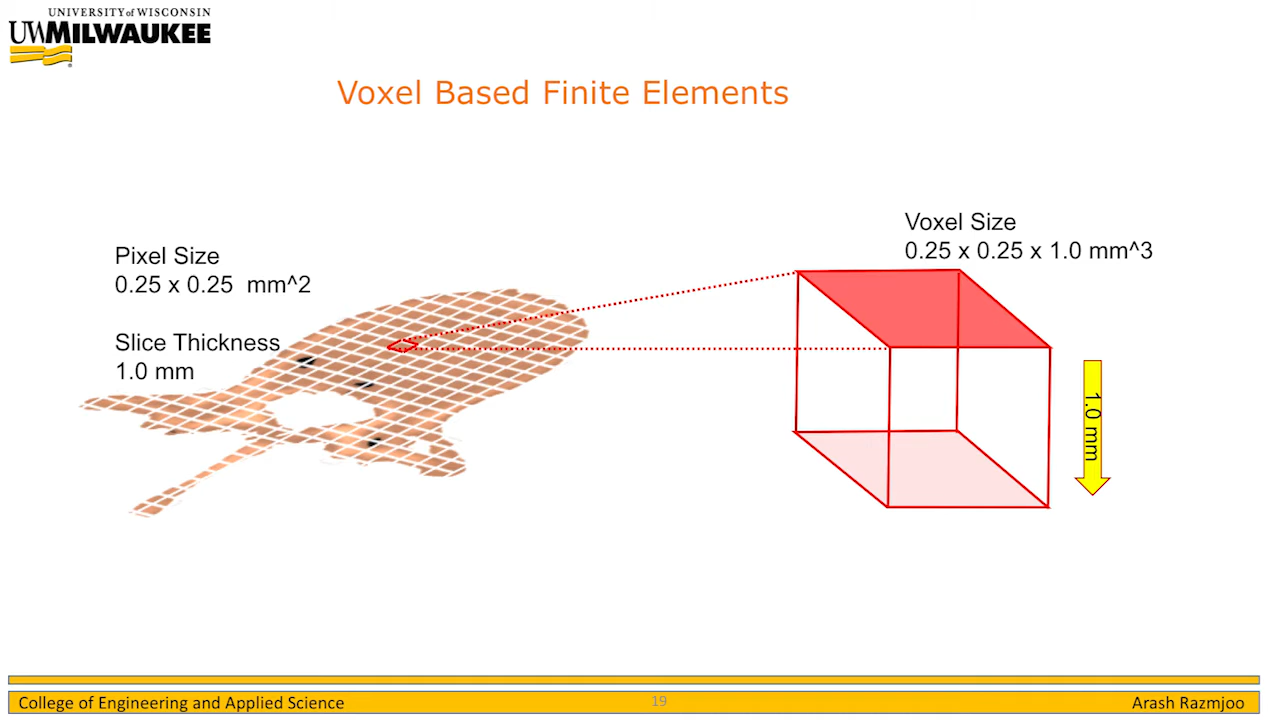 UNIVERSITY of WISCONSIN
UWMILWAUKEE
Voxel Based Finite Elements
Voxel Size
0.25 x 0.25 x 1.0 mm^3
Pixel Size
0.25 x 0.25 mm^2
Slice Thickness
1.0 mm
1.0 mm
College of Engineering and Applied Science
19
Arash Razmjoo